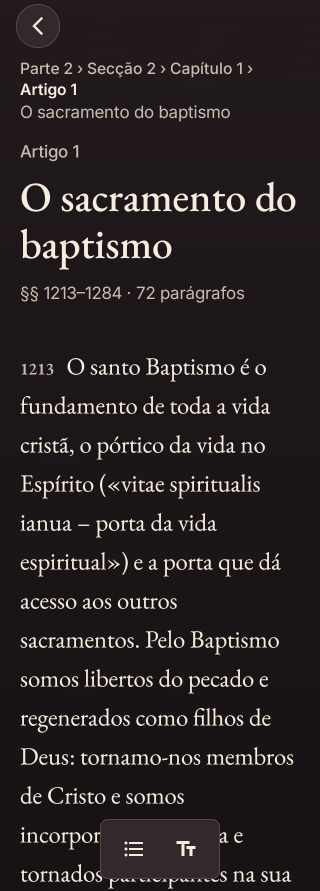 Parte 2 › Secção 2 › Capítulo 1 ›
Artigo 1
O sacramento do baptismo
Artigo 1
O sacramento do
baptismo
§§ 1213–1284 · 72 parágrafos
1213 O santo Baptismo é o
fundamento de toda a vida
cristã, o pórtico da vida no
Espírito («vitae spiritualis
ianua – porta da vida
espiritual») e a porta que dá
acesso aos outros
sacramentos. Pelo Baptismo
somos libertos do pecado e
regenerados como filhos de
Deus: tornamo-nos membros
de Cristo e somos
e
tornados participantes na sua